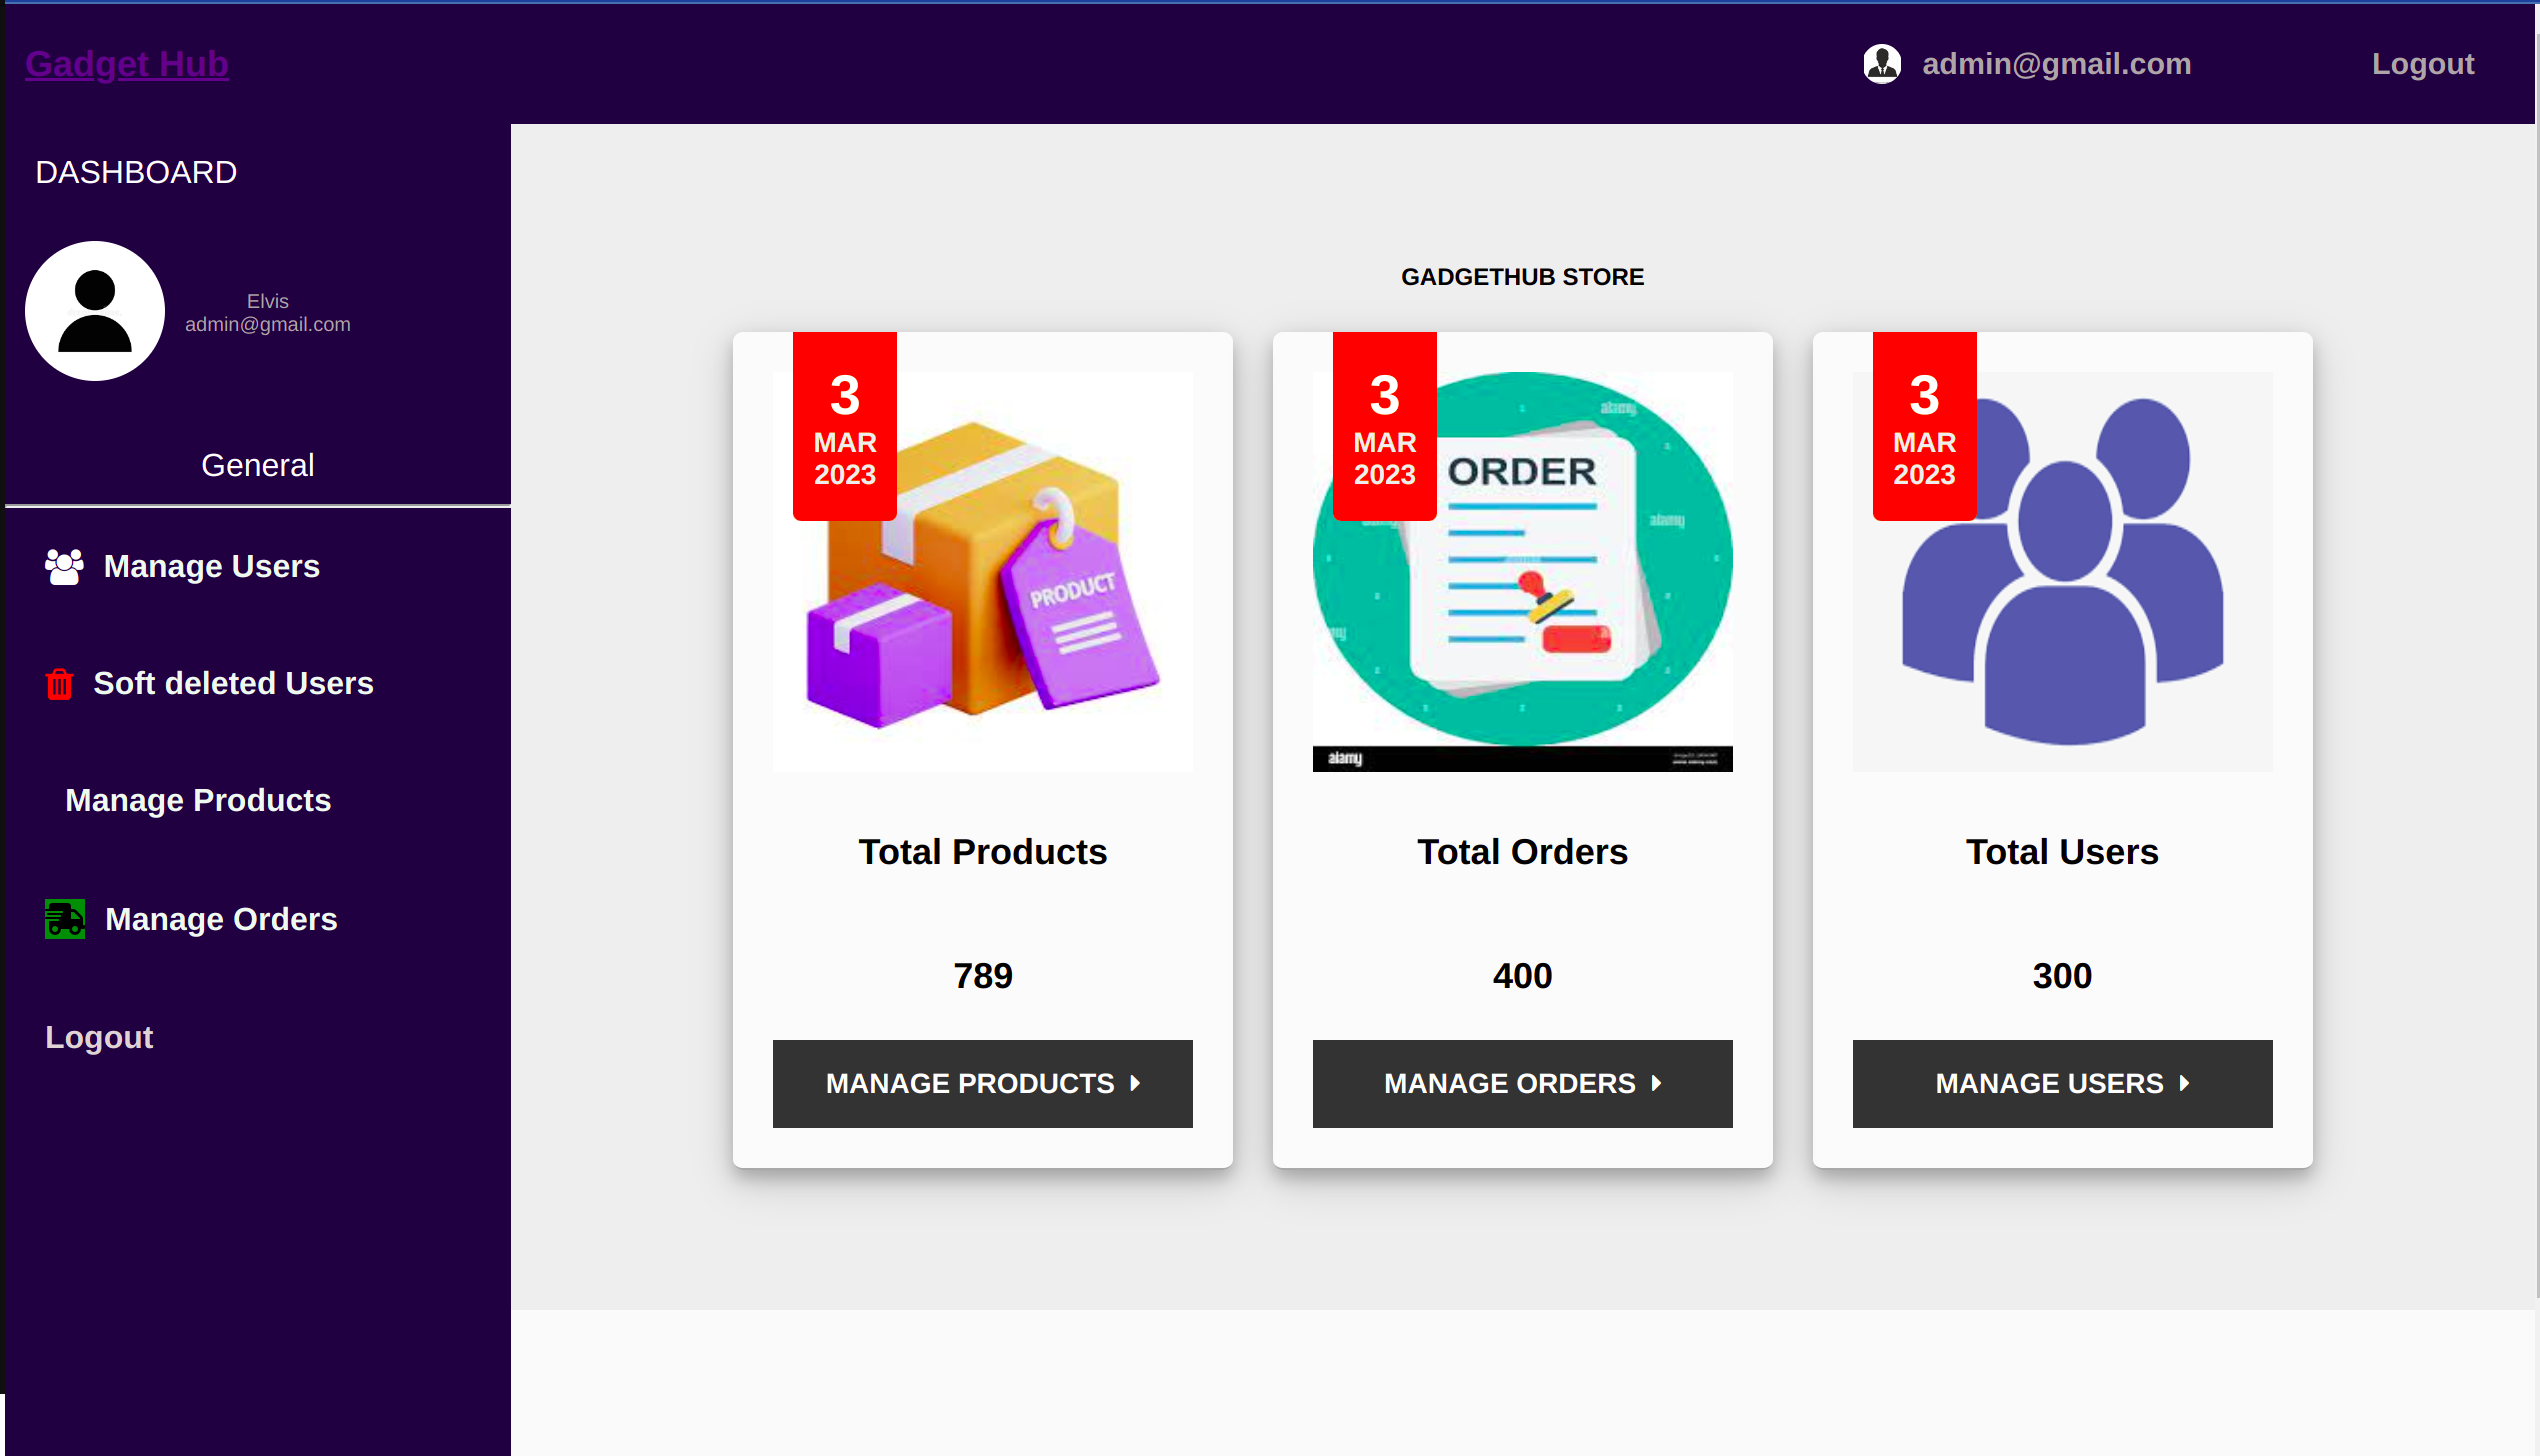 Gadget Hub
admin@gmail.com
Logout
DASHBOARD
Elvis
admin@gmail.com
General
Manage Users
Soft deleted Users
Manage Products
Manage Orders
Logout
GADGETHUB STORE
3
MAR
2023
PRODUCT
Total Products
789
MANAGE PRODUCTS
3
MAR
2023
ORDER
alamy
alamy
alamy
Total Orders
400
MANAGE ORDERS
3
MAR
2023
Total Users
300
MANAGE USERS